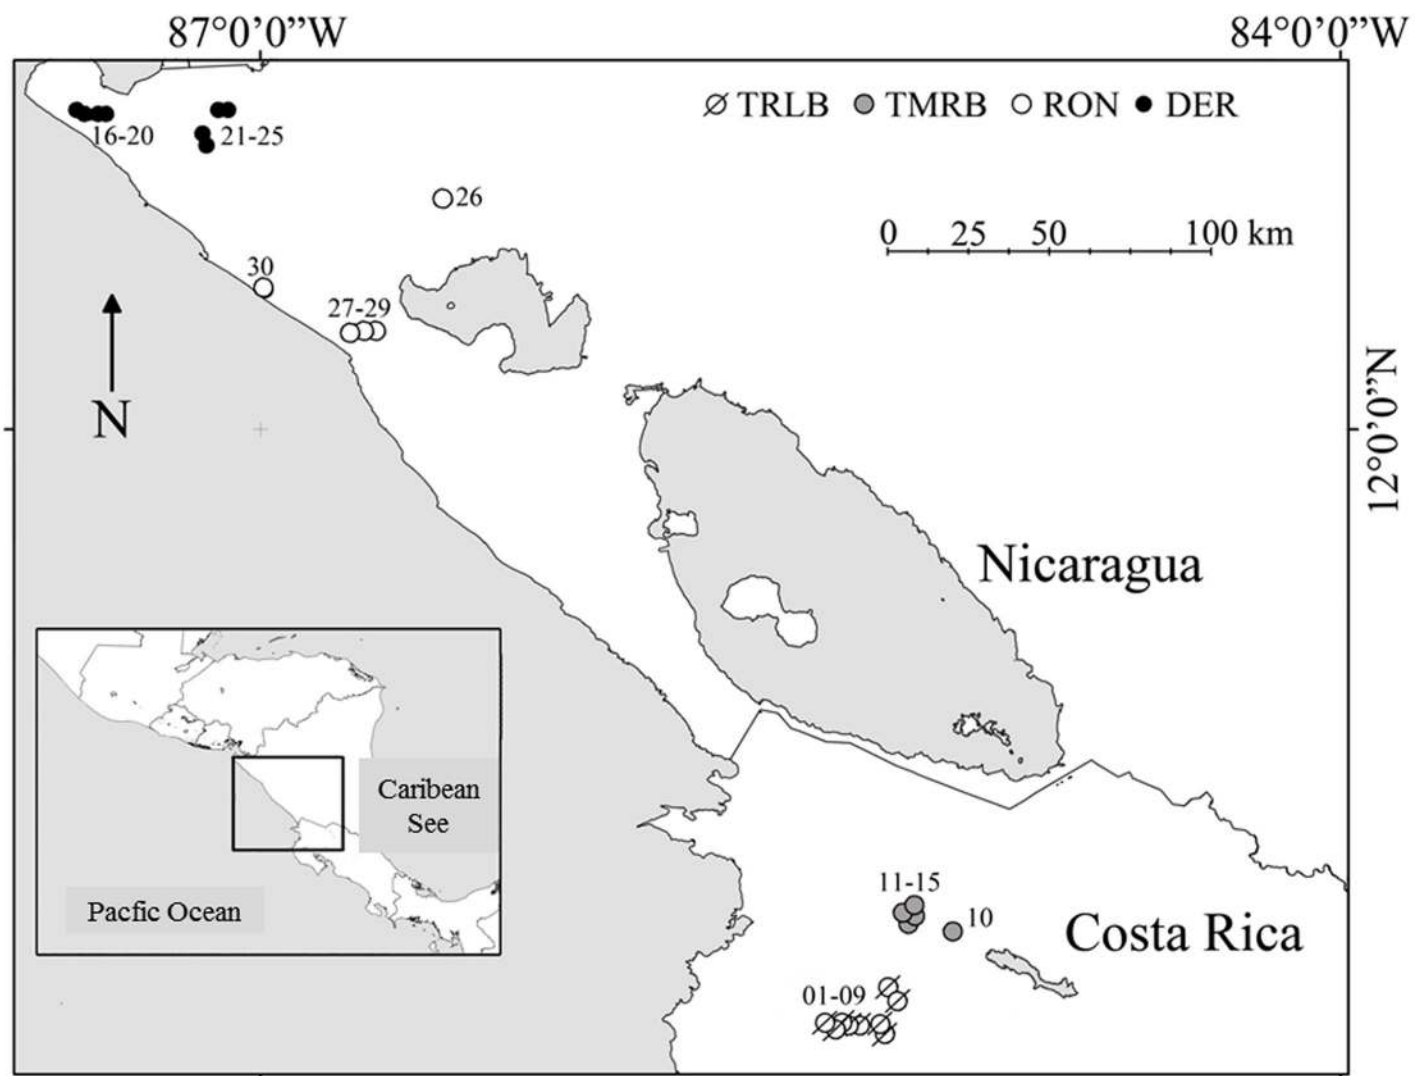 87°0’0”W
84°0’0”W
TRLB TMRB RON DER
16-20
21-25
26
0 25 50 100 km
30
27-29
N
12°0’0”N
Nicaragua
Caribean
See
Pacfic Ocean
11-15
10
Costa Rica
01-09